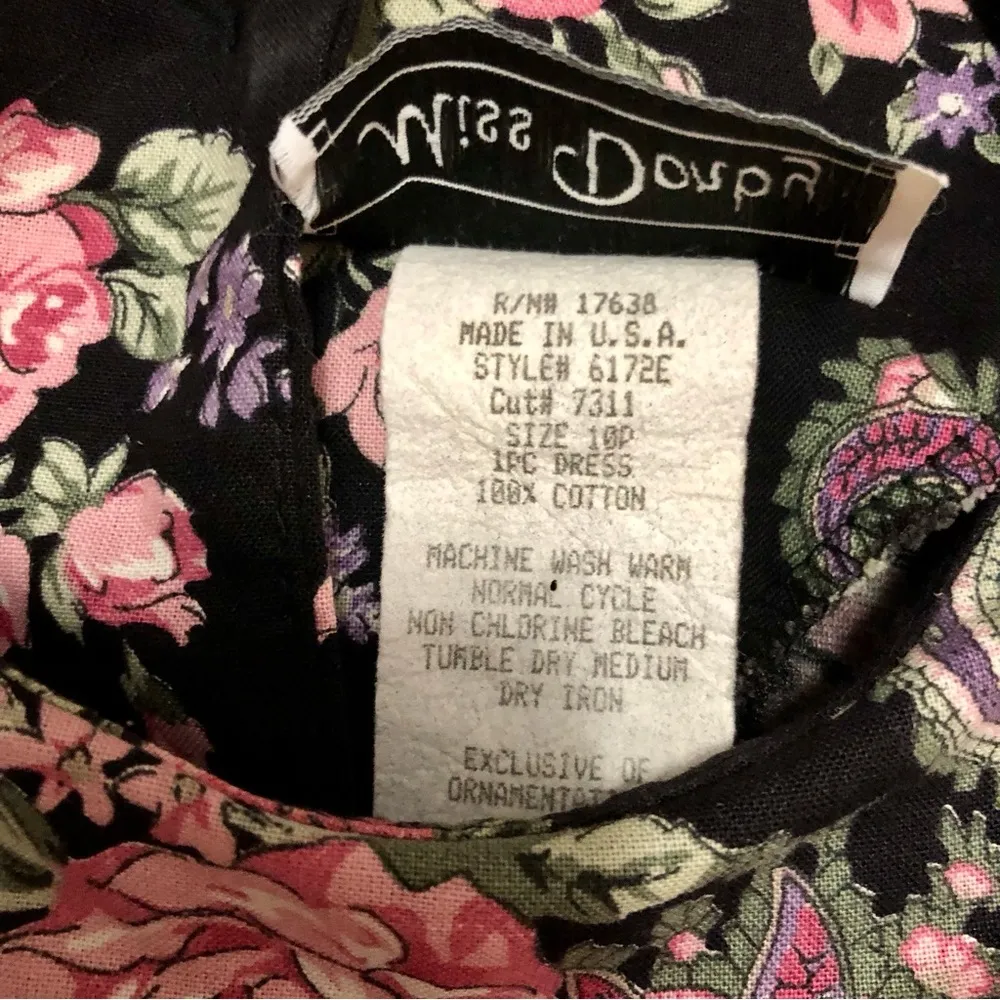 Miss Dorby
R/N# 17638
MADE IN U.S.A.
STYLE# 6172E
Cut# 7311
SIZE 10P
1PC DRESS
100% COTTON
MACHINE WASH WARM
NORMAL CYCLE
NON CHLORINE BLEACH
TUMBLE DRY MEDIUM
DRY IRON
EXCLUSIVE OF